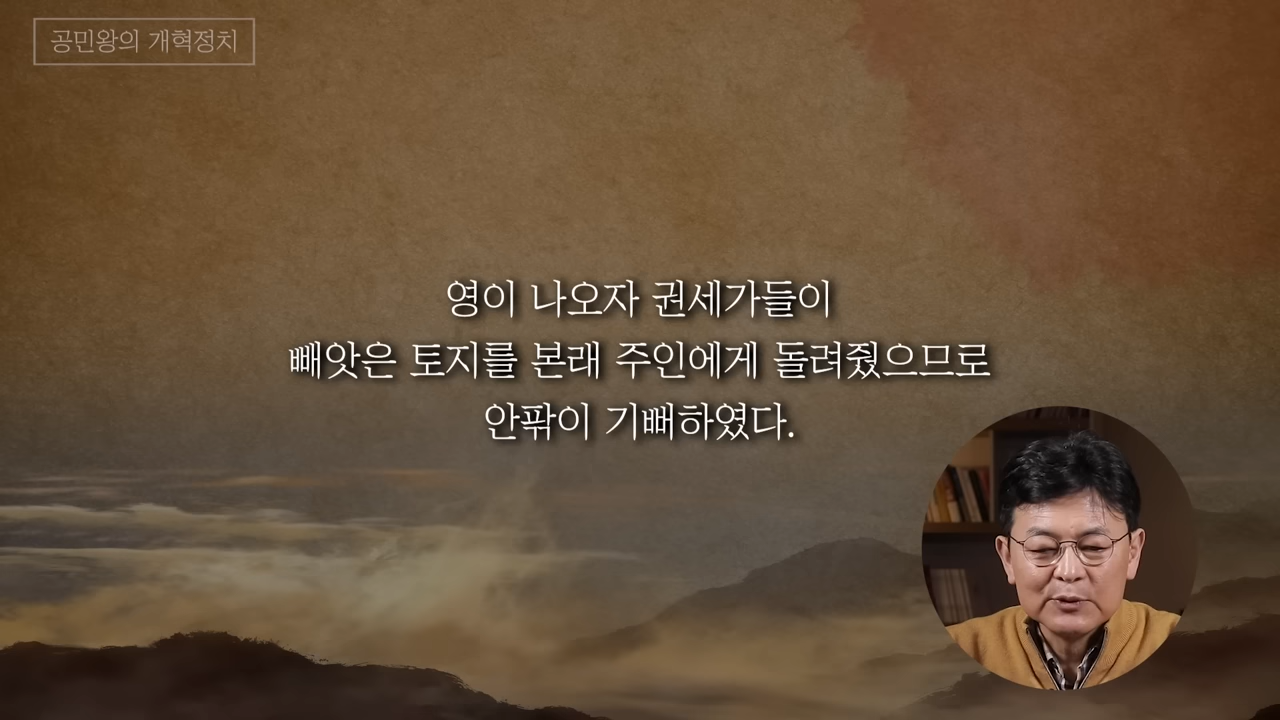 공민왕의 개혁정치
영이 나오자 권세가들이
빼앗은 토지를 본래 주인에게 돌려줬으므로
안팎이 기뻐하였다.